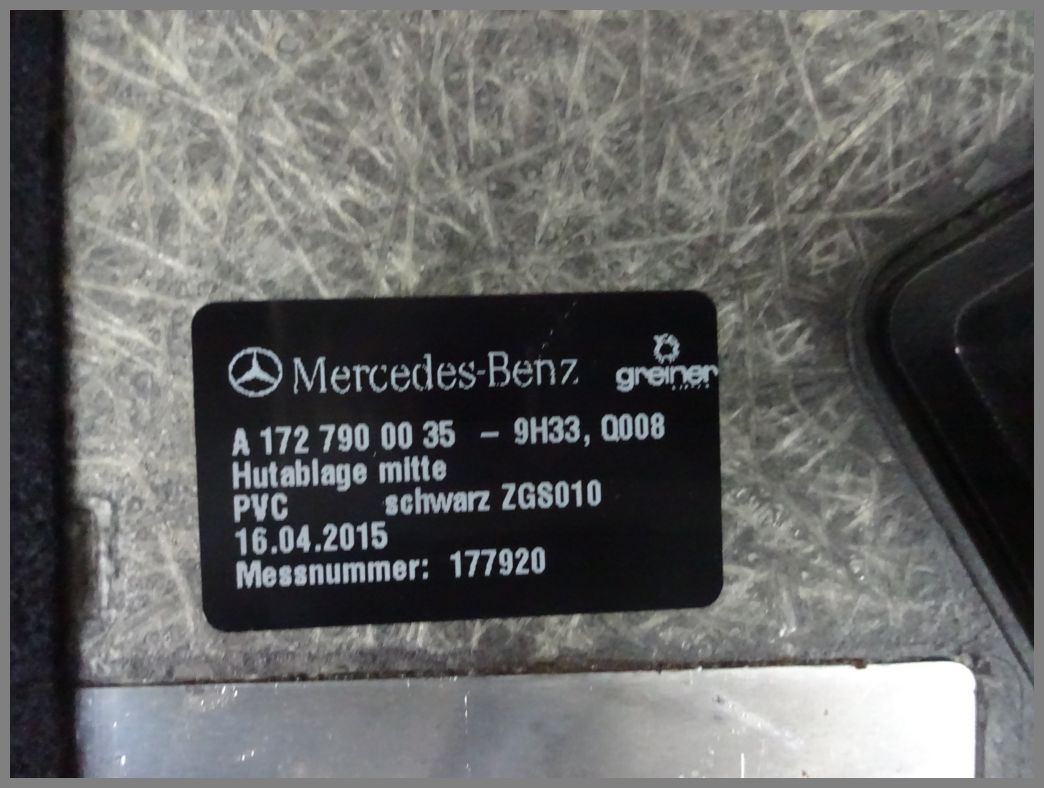 Mercedes-Benz greiner
A 172 790 00 35 – 9H33, Q008
Hutablage mitte
PVC schwarz ZGS010
16.04.2015
Messnummer: 177920